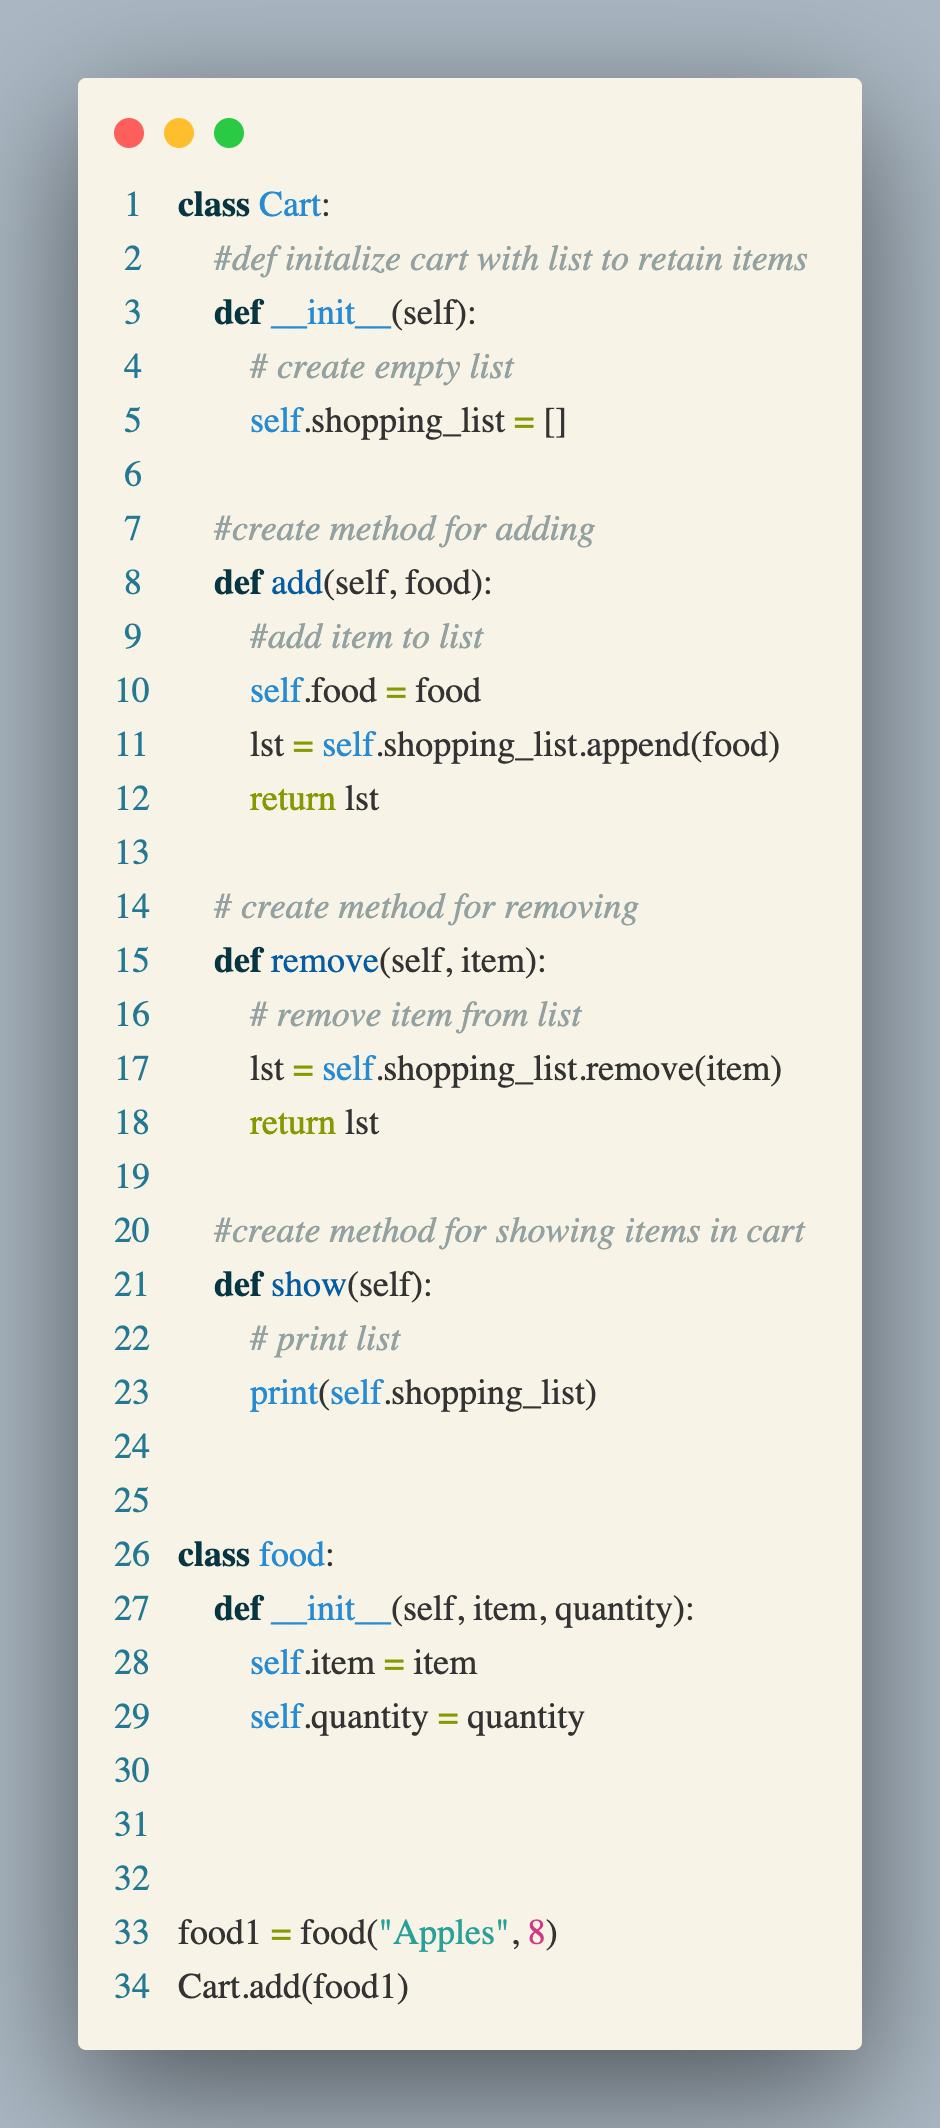 1 class Cart:
2 #def initalize cart with list to retain items
3 def __init__(self):
4 # create empty list
5 self.shopping_list = []
6
7 #create method for adding
8 def add(self, food):
9 #add item to list
10 self.food = food
11 lst = self.shopping_list.append(food)
12 return lst
13
14 # create method for removing
15 def remove(self, item):
16 # remove item from list
17 lst = self.shopping_list.remove(item)
18 return lst
19
20 #create method for showing items in cart
21 def show(self):
22 # print list
23 print(self.shopping_list)
24
25
26 class food:
27 def __init__(self, item, quantity):
28 self.item = item
29 self.quantity = quantity
30
31
32
33 food1 = food("Apples", 8)
34 Cart.add(food1)